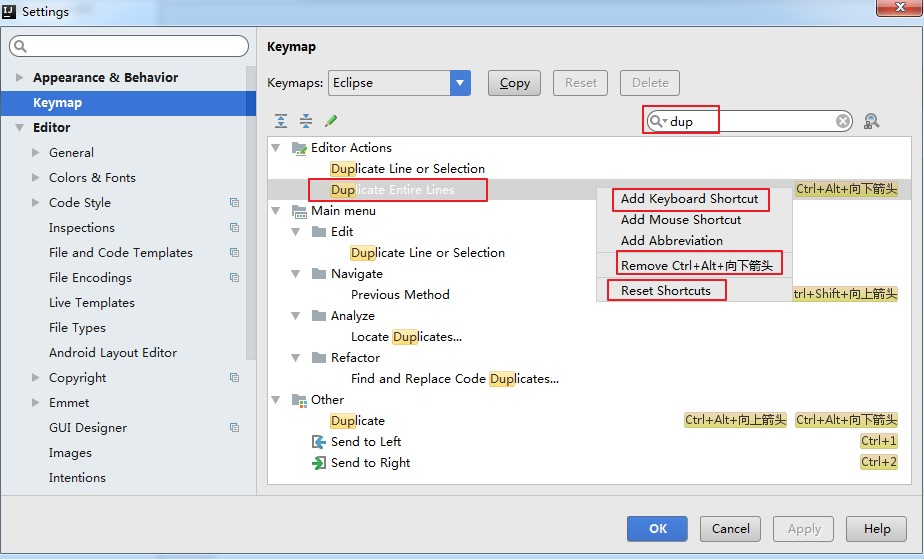 Settings
Keymap
Appearance & Behavior
Keymap
Editor
General
Colors & Fonts
Code Style
Inspections
File and Code Templates
File Encodings
Live Templates
File Types
Android Layout Editor
Copyright
Emmet
GUI Designer
Images
Intentions
Keymaps: Eclipse Copy Reset Delete
dup
Editor Actions
Duplicate Line or Selection
Duplicate Entire Lines Ctrl+Alt+向下箭头
Main menu
Edit
Duplicate Line or Selection
Navigate
Previous Method trl+Shift+向上箭头
Analyze
Locate Duplicates...
Refactor
Find and Replace Code Duplicates...
Other
Duplicate Ctrl+Alt+向上箭头 Ctrl+Alt+向下箭头
Send to Left Ctrl+1
Send to Right Ctrl+2
Add Keyboard Shortcut
Add Mouse Shortcut
Add Abbreviation
Remove Ctrl+Alt+向下箭头
Reset Shortcuts
OK Cancel Apply Help